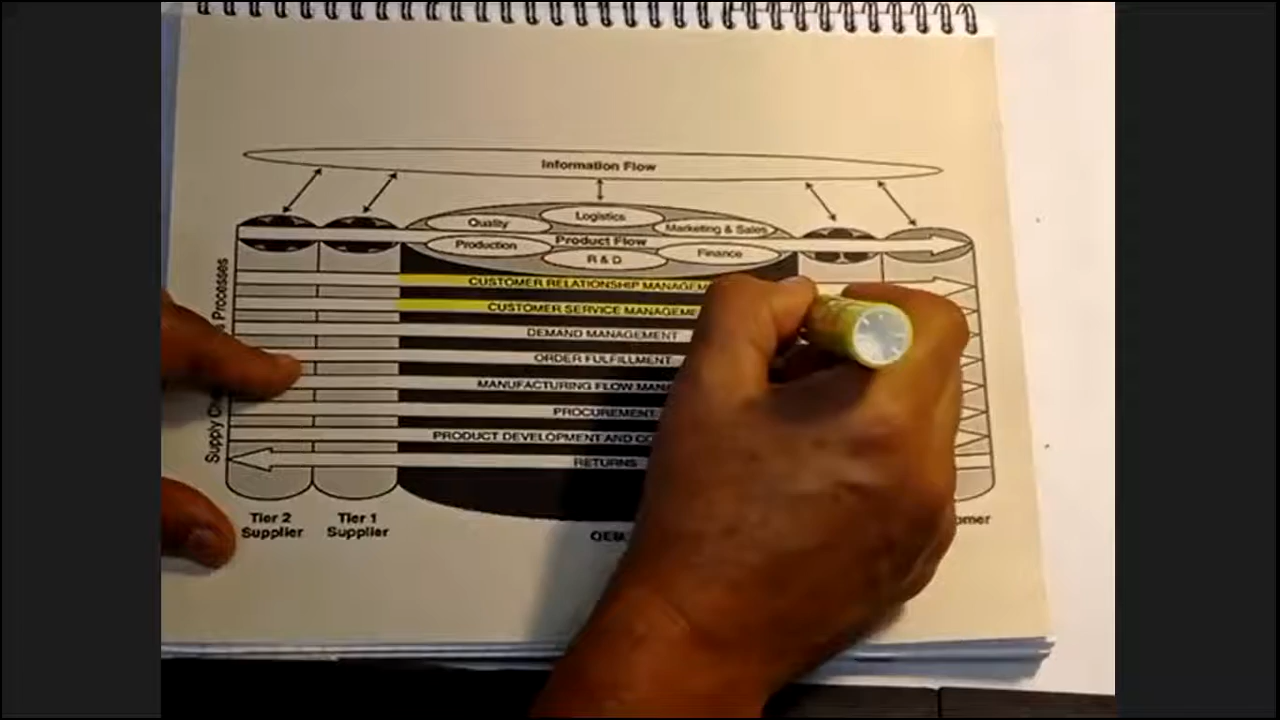 Information Flow
Logistics
Quality
Marketing & Sales
Product Flow
Production
Finance
R & D
CUSTOMER RELATIONSHIP MANAGEM
CUSTOMER SERVICE MANAGEME
DEMAND MANAGEMENT
ORDER FULFILLMENT
MANUFACTURING FLOW MAN
PROCUREMENT
PRODUCT DEVELOPMENT AND CO
RETURNS
Supply Ch s Processes
Tier 2
Supplier
Tier 1
Supplier
OEM
omer